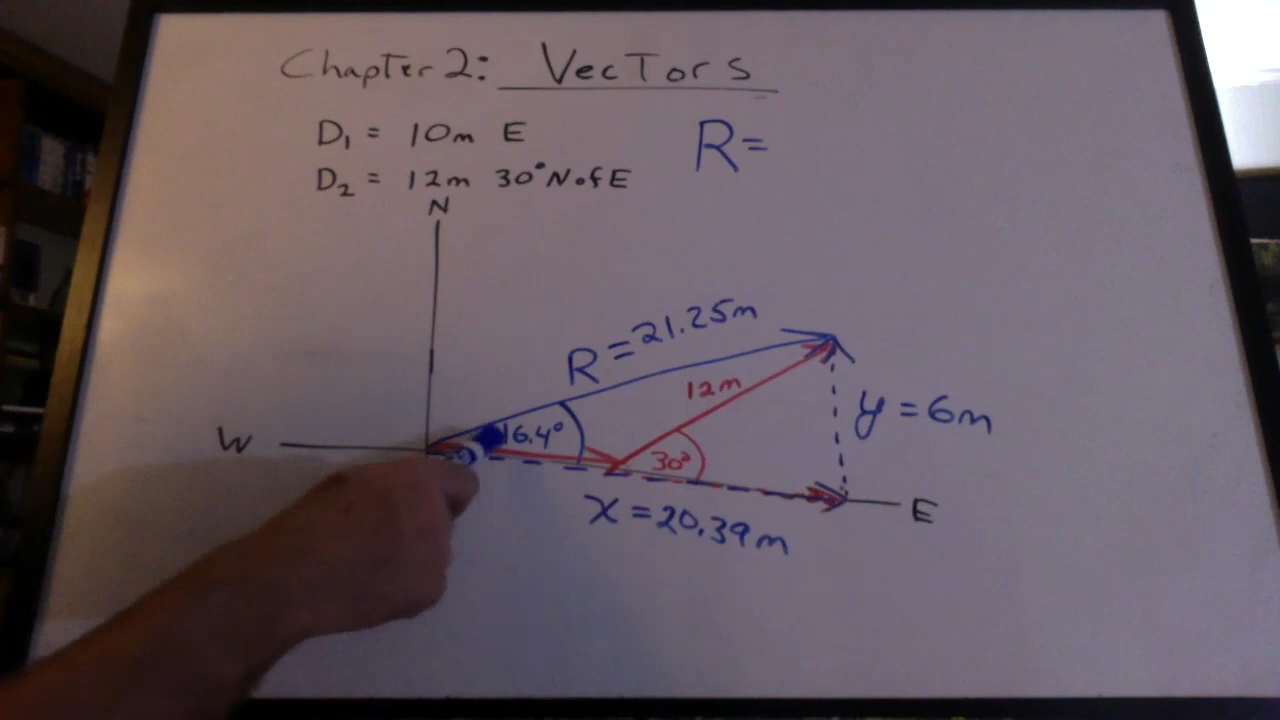 Chapter 2: Vectors
D₁ = 10m E
D₂ = 12m 30° N of E
R=
N
R = 21.25m
12m
y = 6m
W
16.4°
30°
E
x = 20.39m